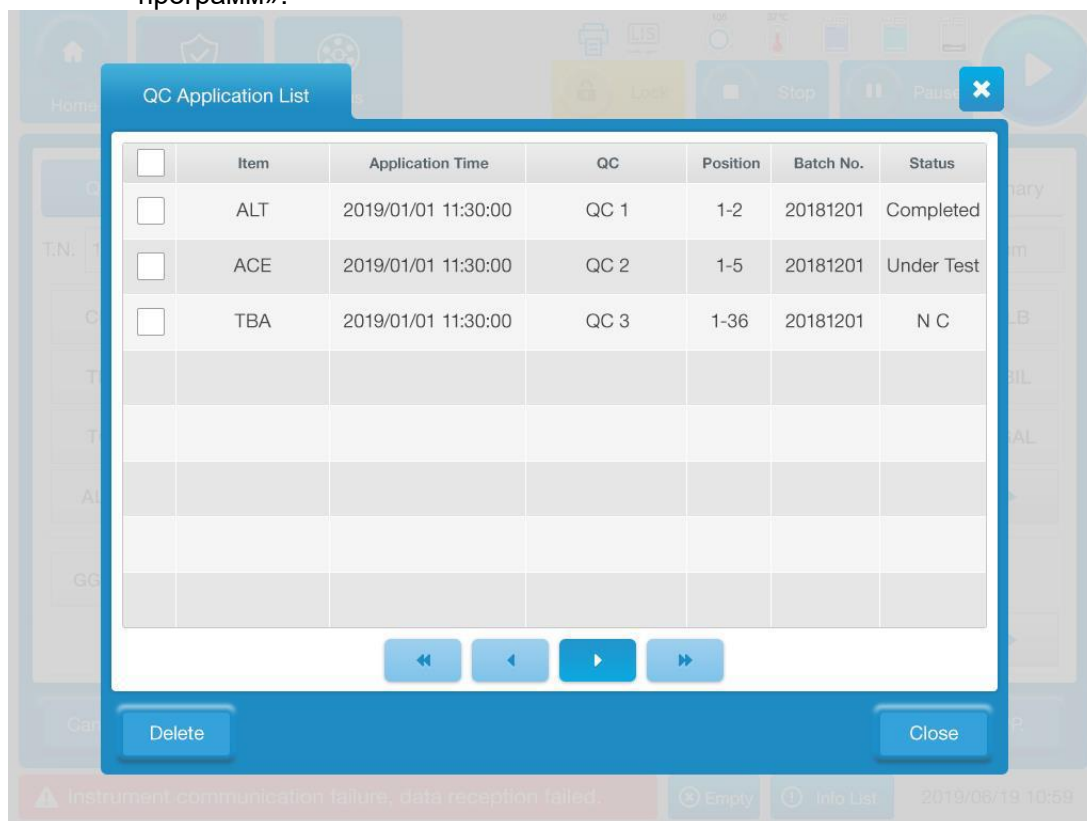 программ».
LIS
Home
Lock
Stop
Pause
QC Application List
Item Application Time QC Position Batch No. Status
ALT 2019/01/01 11:30:00 QC 1 1-2 20181201 Completed
ACE 2019/01/01 11:30:00 QC 2 1-5 20181201 Under Test
TBA 2019/01/01 11:30:00 QC 3 1-36 20181201 N C
T.N.
GG
Delete Close
Instrument communication failure, data reception failed. Empty Info List 2019/06/19 10:59